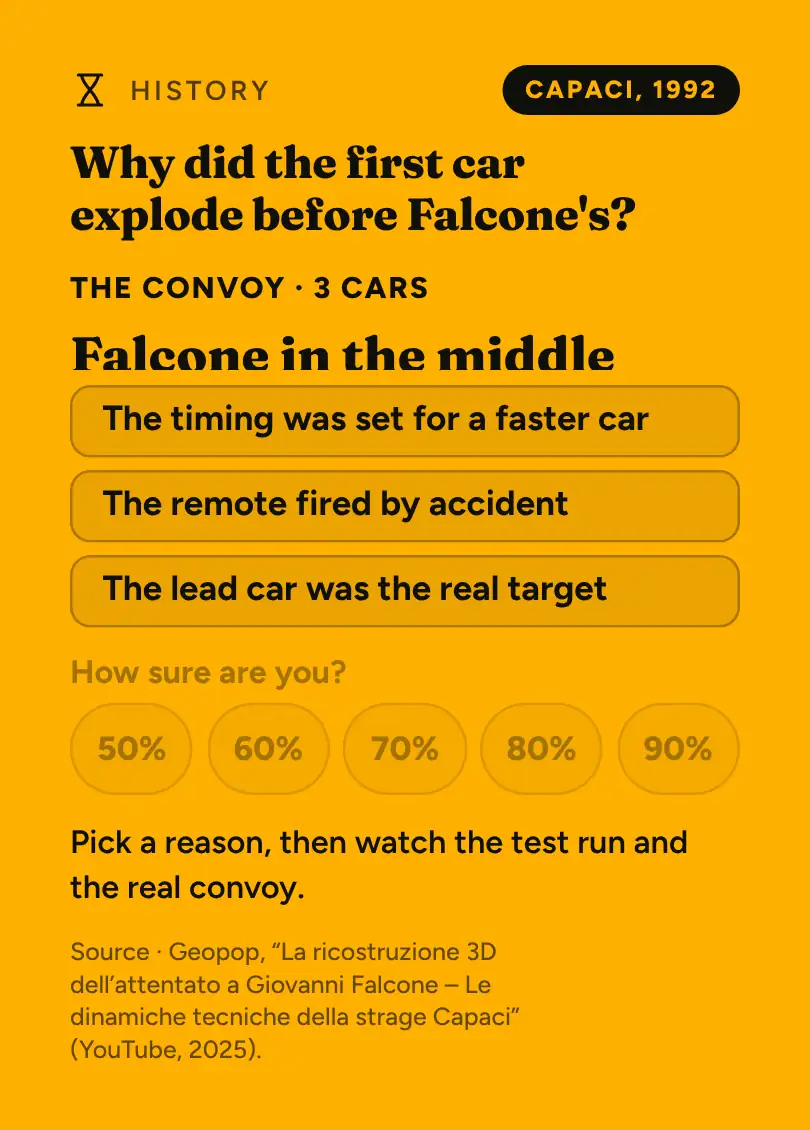 HISTORY
CAPACI, 1992
Why did the first car
explode before Falcone's?
THE CONVOY · 3 CARS
Falcone in the middle
The timing was set for a faster car
The remote fired by accident
The lead car was the real target
How sure are you?
50% 60% 70% 80% 90%
Pick a reason, then watch the test run and
the real convoy.
Source · Geopop, “La ricostruzione 3D
dell’attentato a Giovanni Falcone – Le
dinamiche tecniche della strage Capaci”
(YouTube, 2025).